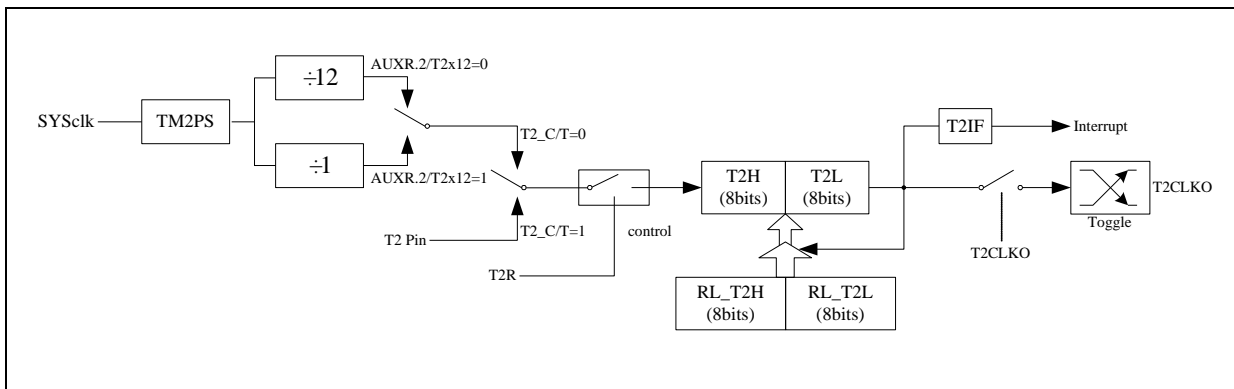 SYSclk
TM2PS
÷12
÷1
AUXR.2/T2x12=0
AUXR.2/T2x12=1
T2_C/T=0
T2_C/T=1
T2 Pin
T2R
control
T2H
(8bits)
T2L
(8bits)
RL_T2H
(8bits)
RL_T2L
(8bits)
T2IF
Interrupt
T2CLKO
Toggle
T2CLKO